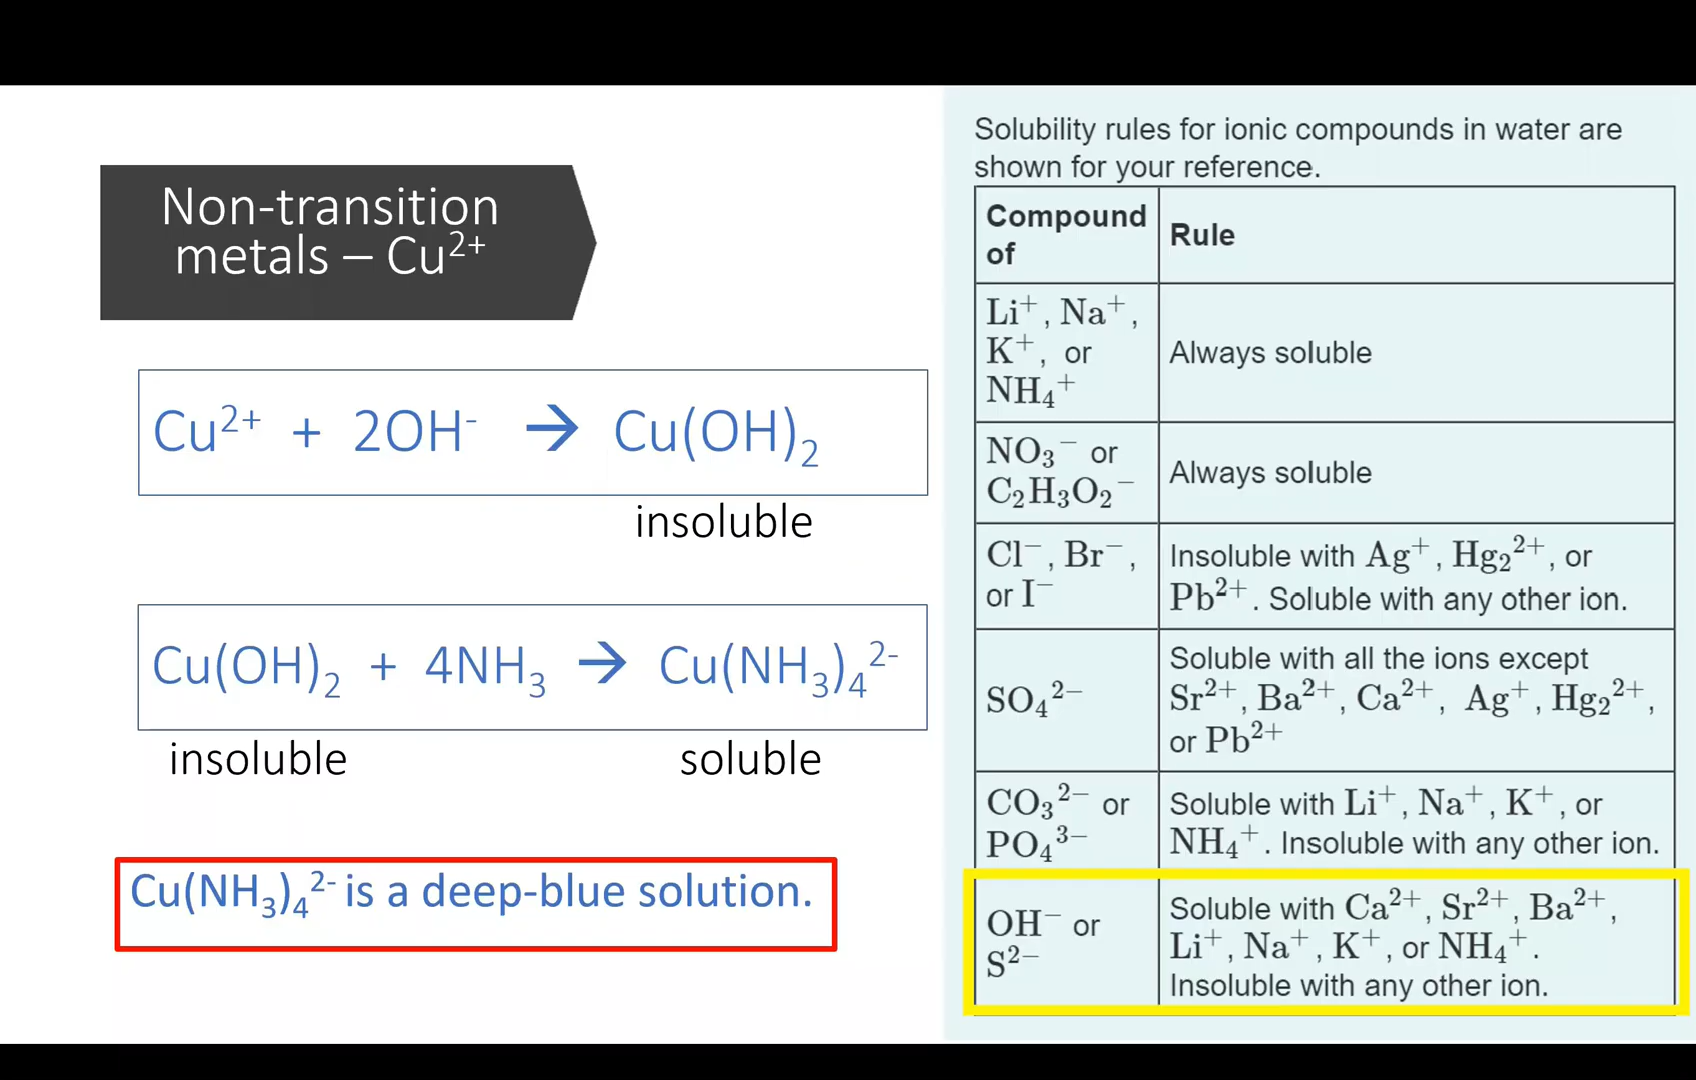 Non-transition
metals – Cu²⁺
Cu²⁺ + 2OH⁻ → Cu(OH)₂
insoluble
Cu(OH)₂ + 4NH₃ → Cu(NH₃)₄²⁻
insoluble soluble
Cu(NH₃)₄²⁻ is a deep-blue solution.
Solubility rules for ionic compounds in water are
shown for your reference.
Compound
of
Rule
Li⁺, Na⁺,
K⁺, or
NH₄⁺
Always soluble
NO₃⁻ or
C₂H₃O₂⁻
Always soluble
Cl⁻, Br⁻,
or I⁻
Insoluble with Ag⁺, Hg₂²⁺, or
Pb²⁺. Soluble with any other ion.
SO₄²⁻
Soluble with all the ions except
Sr²⁺, Ba²⁺, Ca²⁺, Ag⁺, Hg₂²⁺,
or Pb²⁺
CO₃²⁻ or
PO₄³⁻
Soluble with Li⁺, Na⁺, K⁺, or
NH₄⁺. Insoluble with any other ion.
OH⁻ or
S²⁻
Soluble with Ca²⁺, Sr²⁺, Ba²⁺,
Li⁺, Na⁺, K⁺, or NH₄⁺.
Insoluble with any other ion.